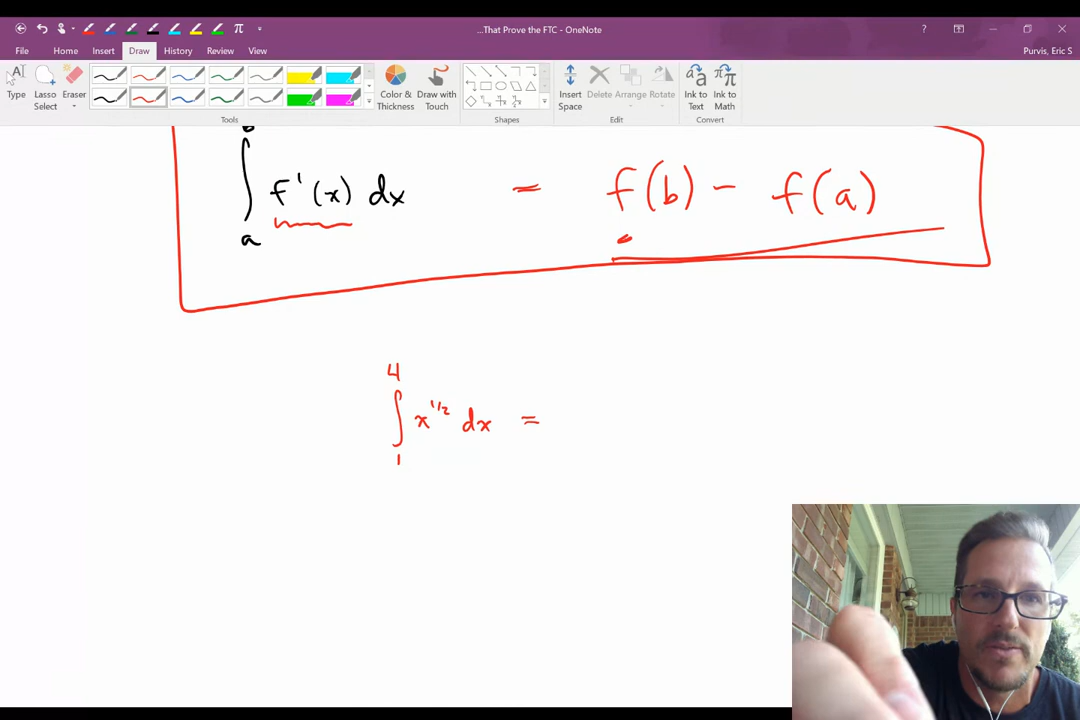 ...That Prove the FTC - OneNote
File Home Insert Draw History Review View
Purvis, Eric S
Type Lasso Select Eraser
Color & Thickness Draw with Touch
Insert Space Delete Arrange Rotate
Ink to Text Ink to Math
Tools Shapes Edit Convert
∫ₐᵇ f'(x) dx = f(b) - f(a)
∫₁⁴ x^{1/2} dx =